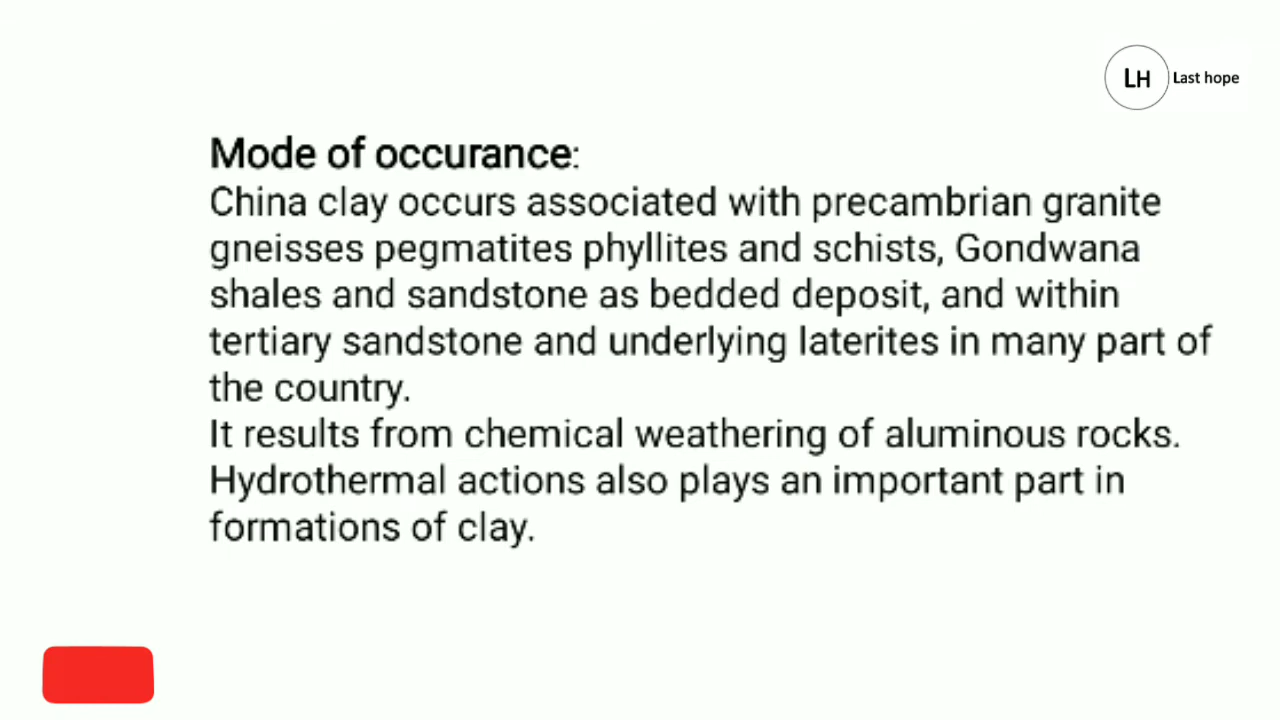 LH Last hope
Mode of occurance:
China clay occurs associated with precambrian granite
gneisses pegmatites phyllites and schists, Gondwana
shales and sandstone as bedded deposit, and within
tertiary sandstone and underlying laterites in many part of
the country.
It results from chemical weathering of aluminous rocks.
Hydrothermal actions also plays an important part in
formations of clay.